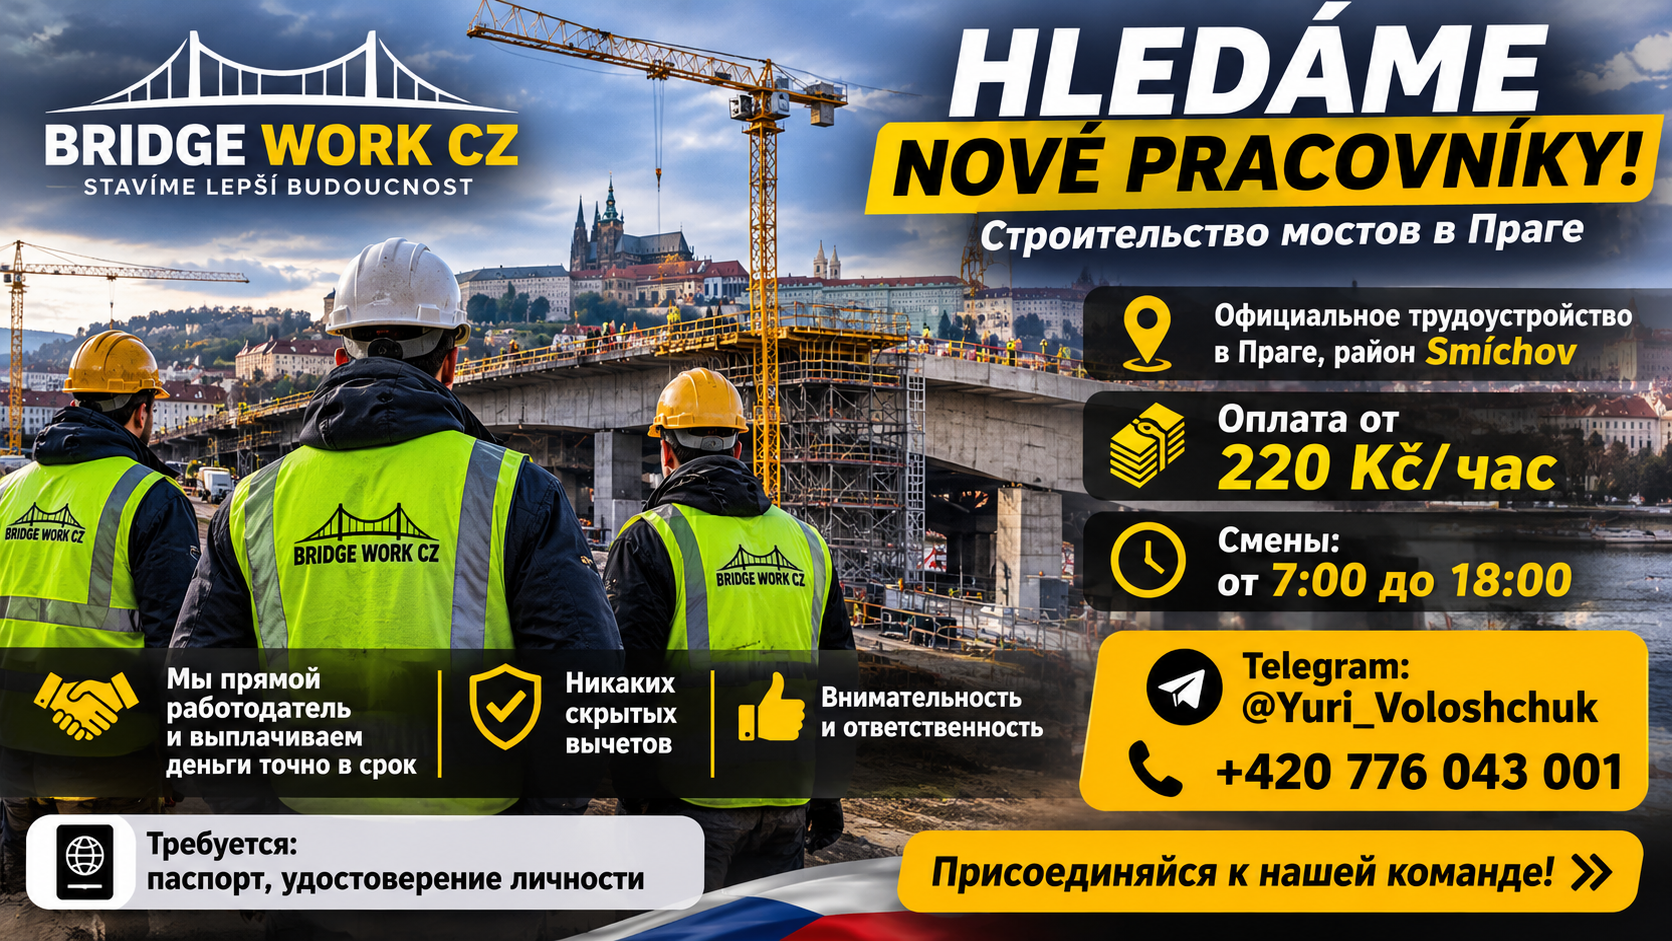 BRIDGE WORK CZ
STAVÍME LEPŠÍ BUDOUCNOST
HLEDÁME
NOVÉ PRACOVNÍKY!
Строительство мостов в Праге
Официальное трудоустройство
в Праге, район Smíchov
Оплата от
220 Kč/час
Смены:
от 7:00 до 18:00
BRIDGE WORK CZ
BRIDGE WORK CZ
BRIDGE WORK CZ
Мы прямой
работодатель
и выплачиваем
деньги точно в срок
Никаких
скрытых
вычетов
Внимательность
и ответственность
Telegram:
@Yuri_Voloshchuk
+420 776 043 001
Требуется:
паспорт, удостоверение личности
Присоединяйся к нашей команде!